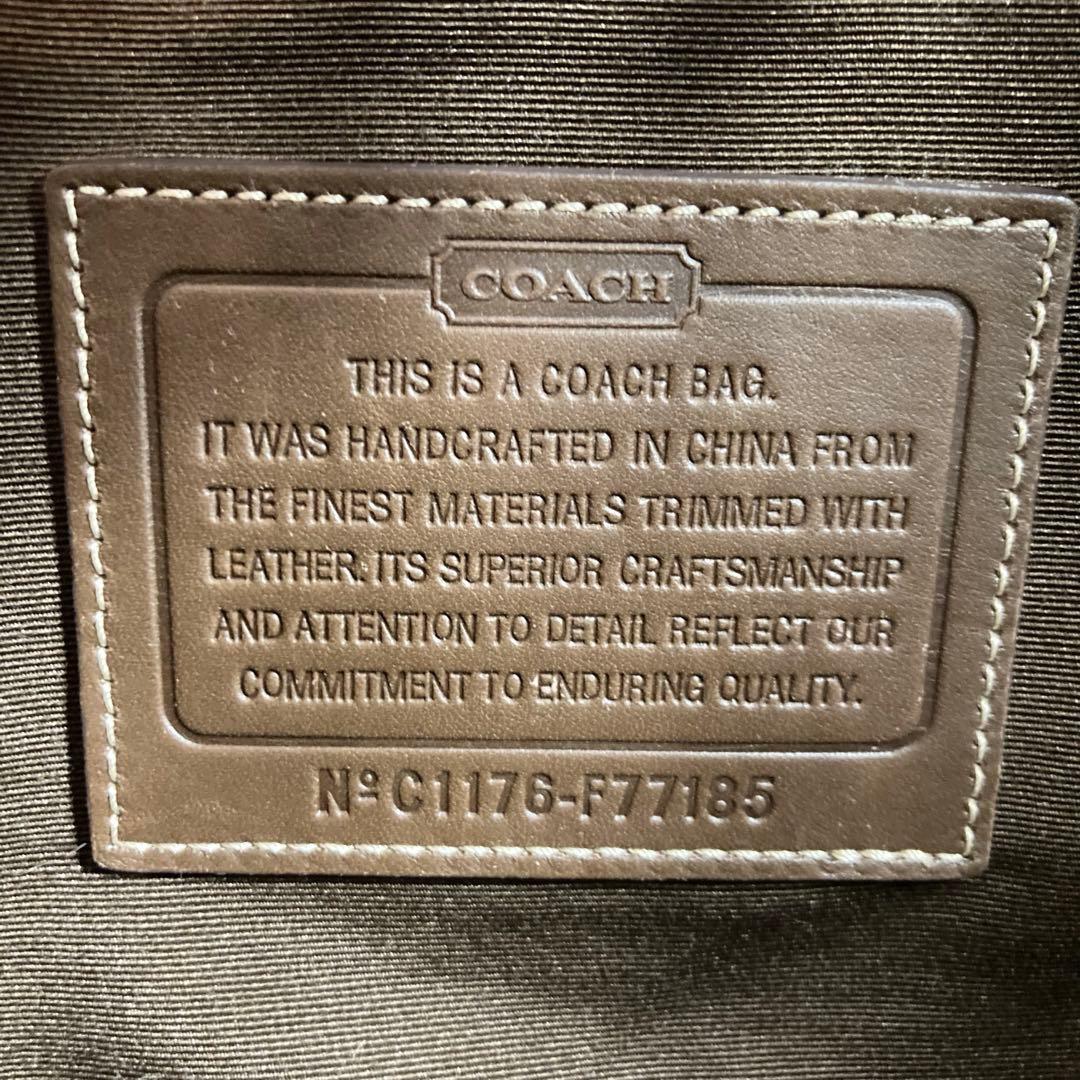 COACH
THIS IS A COACH BAG.
IT WAS HANDCRAFTED IN CHINA FROM
THE FINEST MATERIALS TRIMMED WITH
LEATHER. ITS SUPERIOR CRAFTSMANSHIP
AND ATTENTION TO DETAIL REFLECT OUR
COMMITMENT TO ENDURING QUALITY.
Nº C1176-F77185